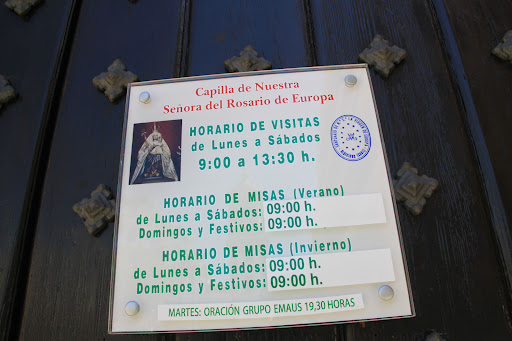 Capilla de Nuestra
Señora del Rosario de Europa
HORARIO DE VISITAS
de Lunes a Sábados
9:00 a 13:30 h.
HORARIO DE MISAS (Verano)
de Lunes a Sábados: 09:00 h.
Domingos y Festivos: 09:00 h.
HORARIO DE MISAS (Invierno)
de Lunes a Sábados: 09:00 h.
Domingos y Festivos: 09:00 h.
MARTES: ORACIÓN GRUPO EMAUS 19,30 HORAS